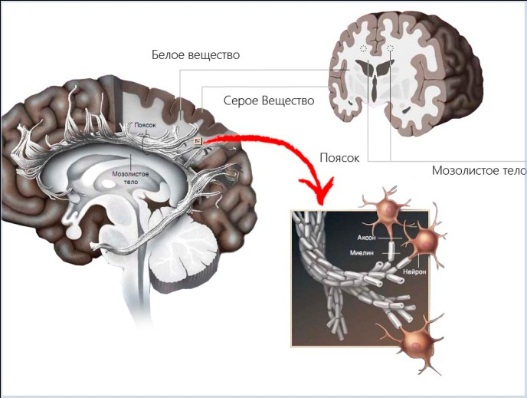 Белое вещество
Серое Вещество
Поясок
Мозолистое
тело
Поясок
Мозолистое тело
Аксон
Миелин
Нейрон